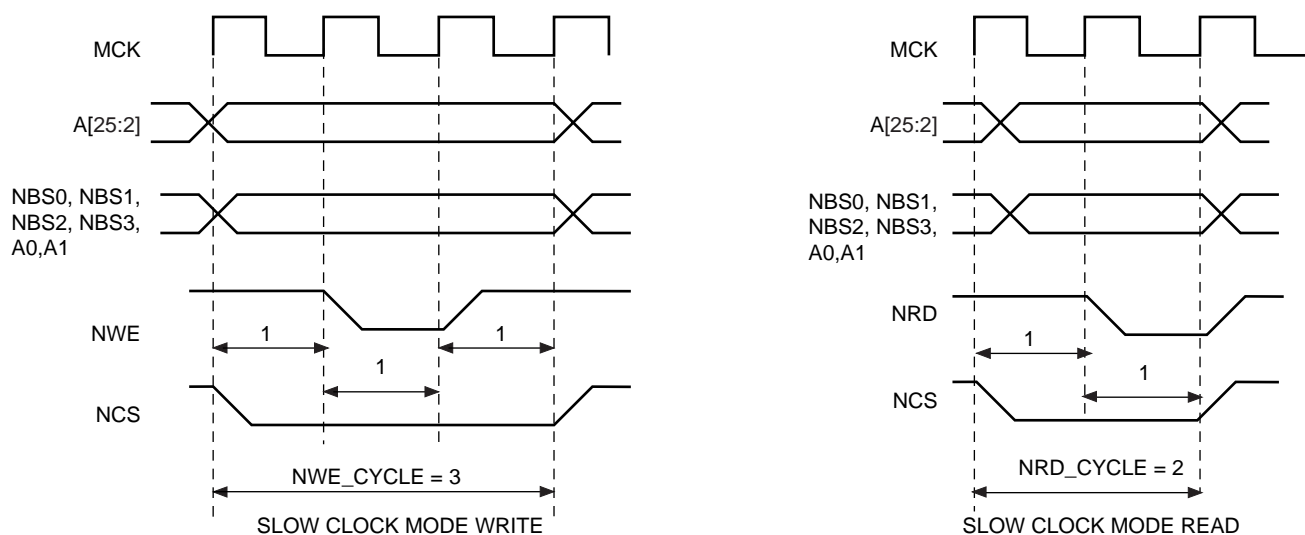 MCK
A[25:2]
NBS0, NBS1,
NBS2, NBS3,
A0,A1
NWE
1
1
1
NCS
NWE_CYCLE = 3
SLOW CLOCK MODE WRITE
MCK
A[25:2]
NBS0, NBS1,
NBS2, NBS3,
A0,A1
NRD
1
1
NCS
NRD_CYCLE = 2
SLOW CLOCK MODE READ